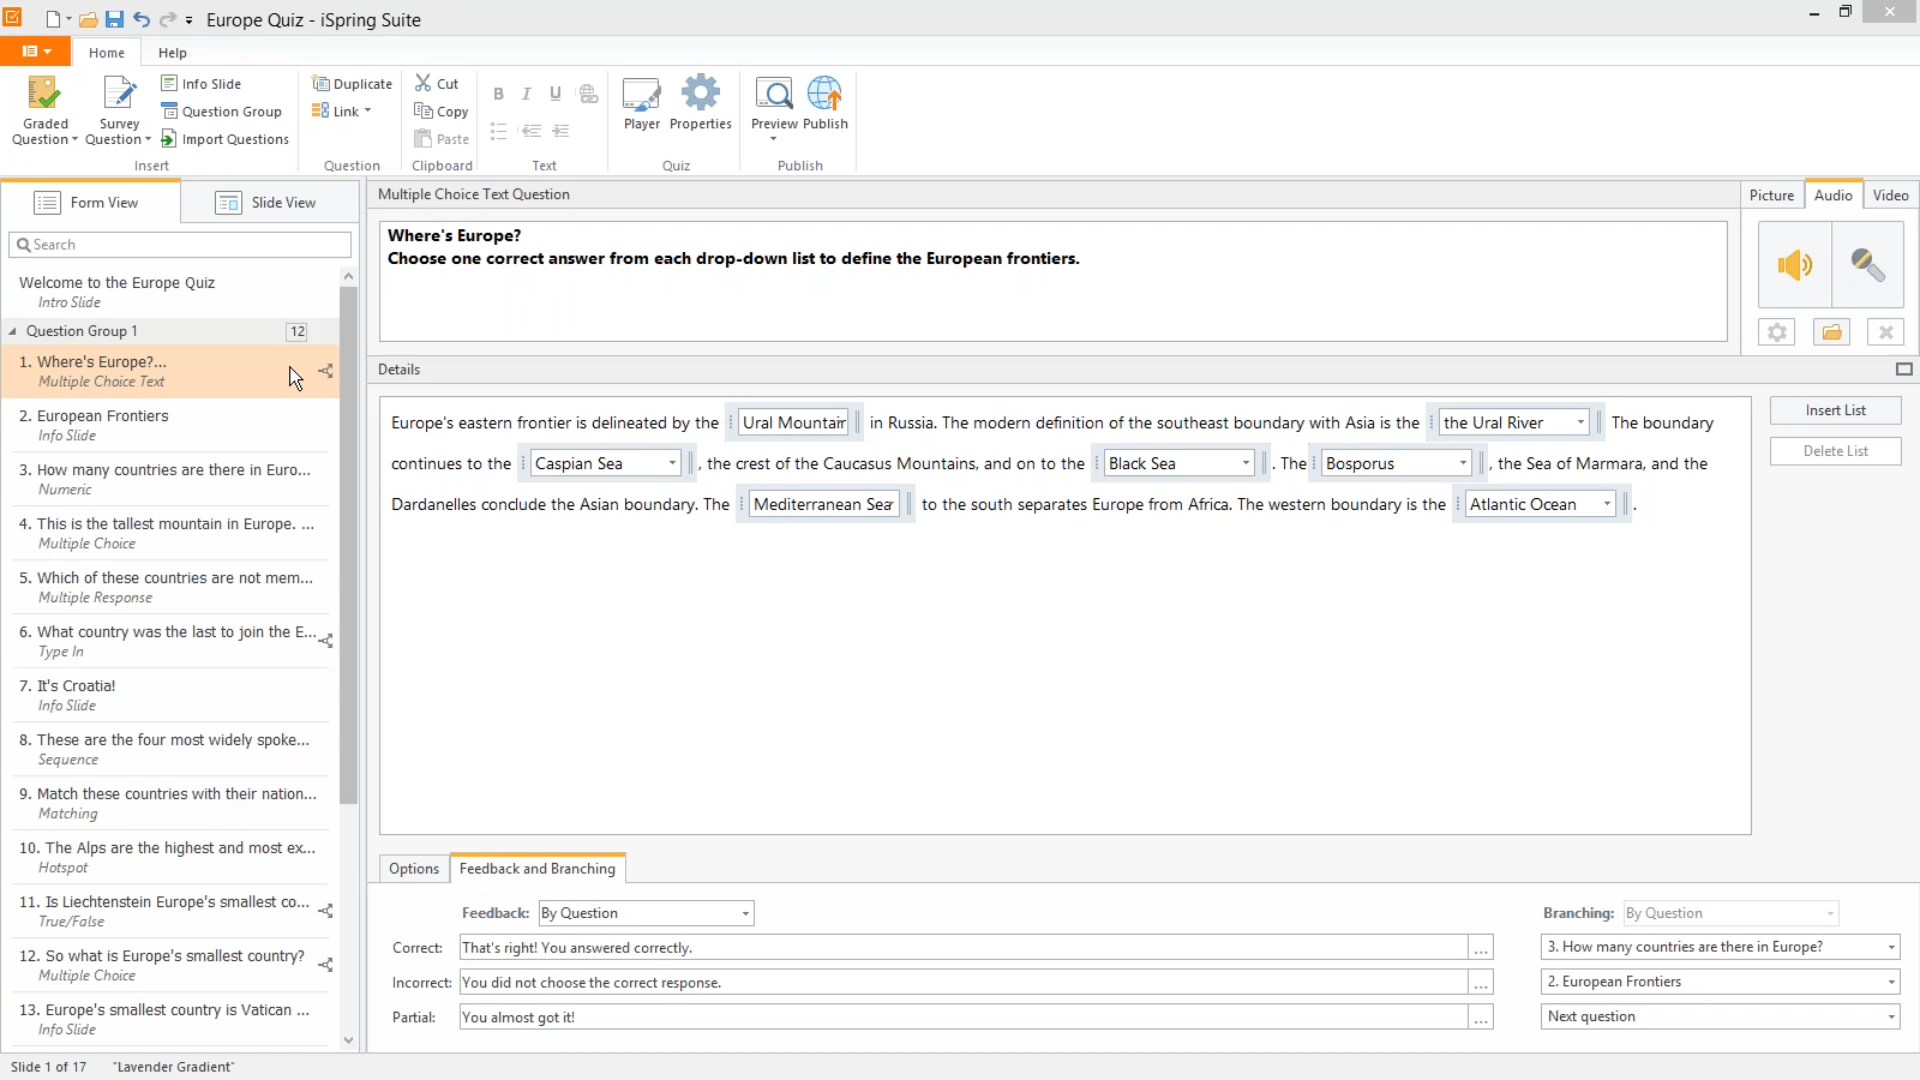 Europe Quiz - iSpring Suite
Home
Help
Graded Question
Survey Question
Info Slide
Question Group
Import Questions
Insert
Duplicate
Link
Question
Cut
Copy
Paste
Clipboard
B I U
Text
Player
Properties
Quiz
Preview
Publish
Publish
Form View
Slide View
Search
Welcome to the Europe Quiz
Intro Slide
Question Group 1
12
1. Where's Europe?...
Multiple Choice Text
2. European Frontiers
Info Slide
3. How many countries are there in Euro...
Numeric
4. This is the tallest mountain in Europe. ...
Multiple Choice
5. Which of these countries are not mem...
Multiple Response
6. What country was the last to join the E...
Type In
7. It's Croatia!
Info Slide
8. These are the four most widely spoke...
Sequence
9. Match these countries with their nation...
Matching
10. The Alps are the highest and most ex...
Hotspot
11. Is Liechtenstein Europe's smallest co...
True/False
12. So what is Europe's smallest country?
Multiple Choice
13. Europe's smallest country is Vatican ...
Info Slide
Multiple Choice Text Question
Where's Europe?
Choose one correct answer from each drop-down list to define the European frontiers.
Picture
Audio
Video
Details
Europe's eastern frontier is delineated by the Ural Mountain in Russia. The modern definition of the southeast boundary with Asia is the the Ural River The boundary
continues to the Caspian Sea , the crest of the Caucasus Mountains, and on to the Black Sea . The Bosporus , the Sea of Marmara, and the
Dardanelles conclude the Asian boundary. The Mediterranean Sea to the south separates Europe from Africa. The western boundary is the Atlantic Ocean .
Insert List
Delete List
Options
Feedback and Branching
Feedback: By Question
Branching: By Question
Correct: That's right! You answered correctly. ... 3. How many countries are there in Europe?
Incorrect: You did not choose the correct response. ... 2. European Frontiers
Partial: You almost got it! ... Next question
Slide 1 of 17
"Lavender Gradient"